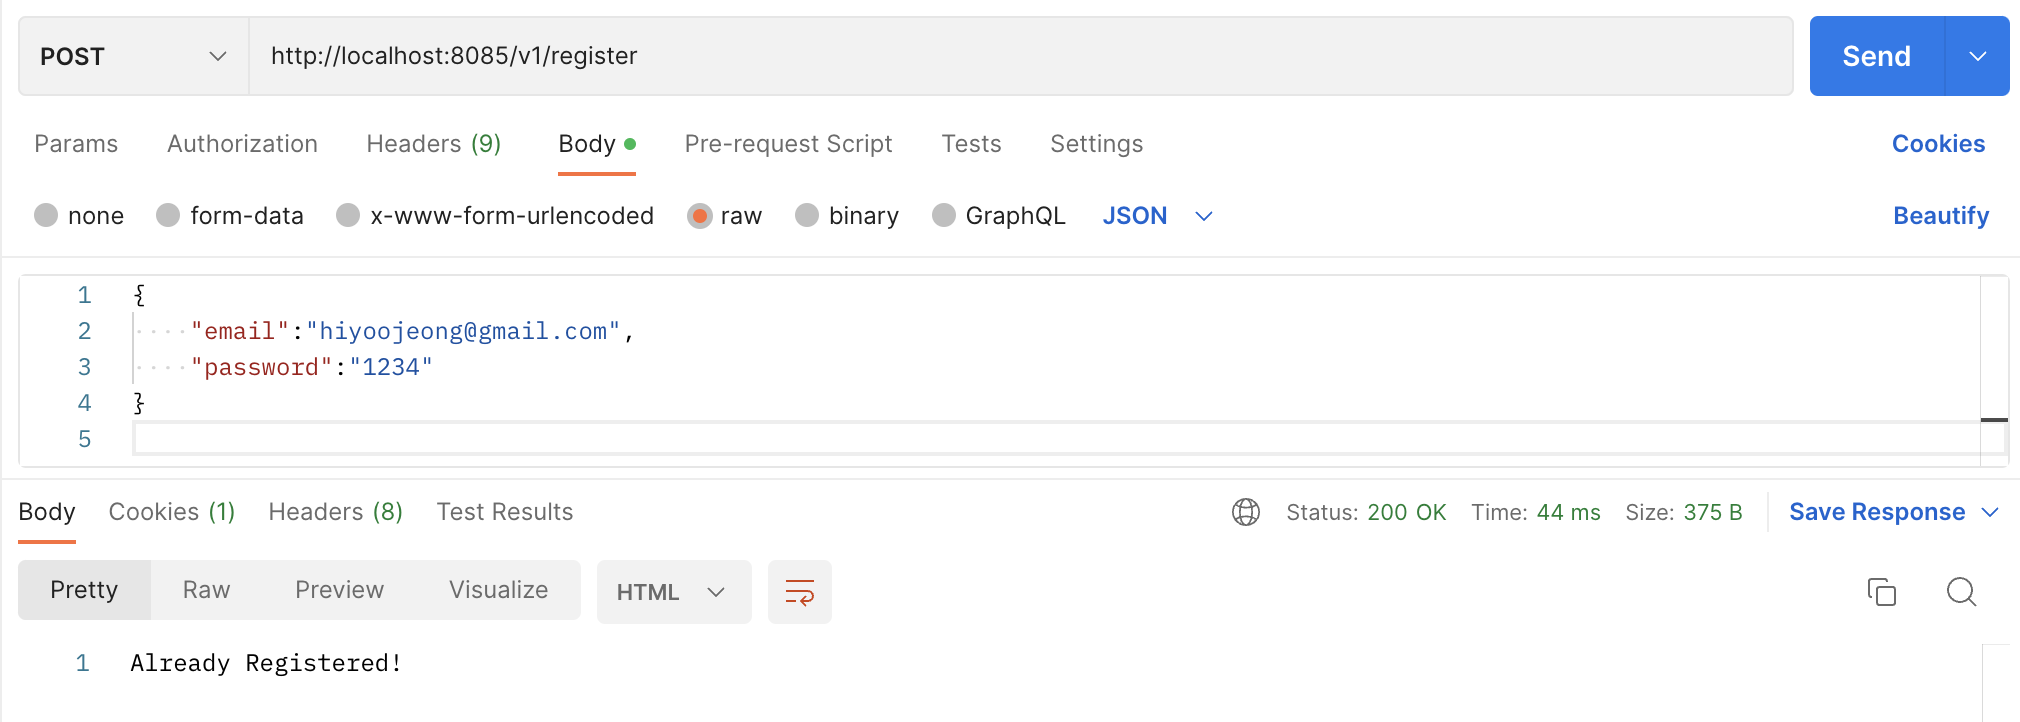 POST http://localhost:8085/v1/register Send
Params Authorization Headers (9) Body Pre-request Script Tests Settings Cookies
none form-data x-www-form-urlencoded raw binary GraphQL JSON Beautify
1 {
2 "email":"hiyoojeong@gmail.com",
3 "password":"1234"
4 }
5
Body Cookies (1) Headers (8) Test Results Status: 200 OK Time: 44 ms Size: 375 B Save Response
Pretty Raw Preview Visualize HTML
1 Already Registered!